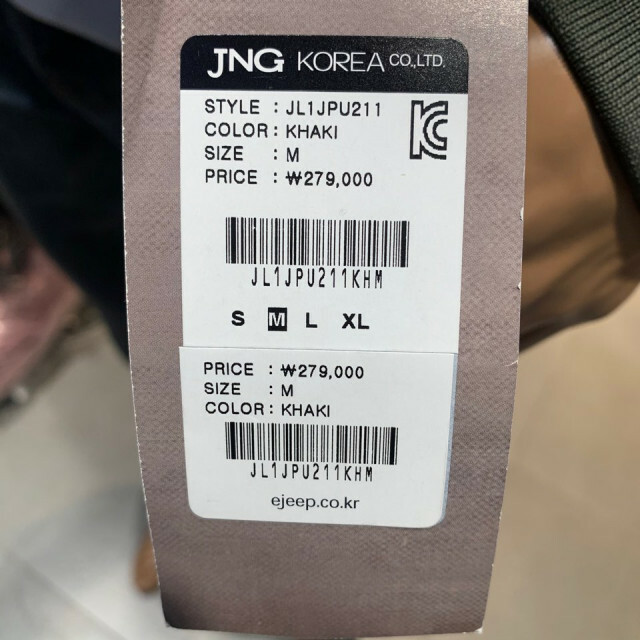 JNG KOREA CO.,LTD.
STYLE : JL1JPU211
COLOR : KHAKI
SIZE : M
PRICE : ₩279,000
JL1JPU211KHM
S M L XL
PRICE : ₩279,000
SIZE : M
COLOR : KHAKI
JL1JPU211KHM
ejeep.co.kr